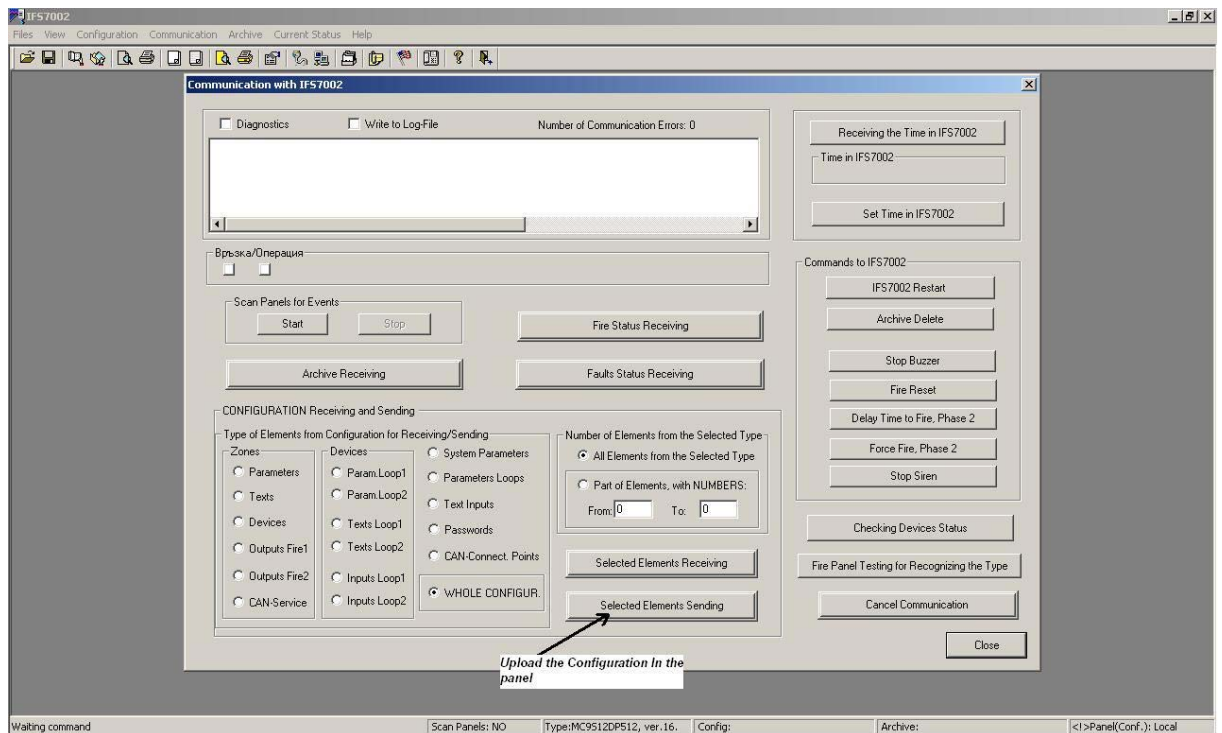 IFS7002
Files View Configuration Communication Archive Current Status Help
Communication with IFS7002
Diagnostics
Write to Log-File
Number of Communication Errors: 0
Receiving the Time in IFS7002
Time in IFS7002
Set Time in IFS7002
Връзка/Операция
Scan Panels for Events
Start
Stop
Fire Status Receiving
Archive Receiving
Faults Status Receiving
Commands to IFS7002
IFS7002 Restart
Archive Delete
Stop Buzzer
Fire Reset
Delay Time to Fire, Phase 2
Force Fire, Phase 2
Stop Siren
CONFIGURATION Receiving and Sending
Type of Elements from Configuration for Receiving/Sending
Zones
Parameters
Texts
Devices
Outputs Fire1
Outputs Fire2
CAN-Service
Devices
Param.Loop1
Param.Loop2
Texts Loop1
Texts Loop2
Inputs Loop1
Inputs Loop2
System Parameters
Parameters Loops
Text Inputs
Passwords
CAN-Connect. Points
WHOLE CONFIGUR.
Number of Elements from the Selected Type
All Elements from the Selected Type
Part of Elements, with NUMBERS:
From: 0 To: 0
Selected Elements Receiving
Selected Elements Sending
Checking Devices Status
Fire Panel Testing for Recognizing the Type
Cancel Communication
Close
Upload the Configuration In the
panel
Waiting command
Scan Panels: NO
Type:MC9S12DP512, ver.16.
Config:
Archive:
<!>Panel(Conf.): Local